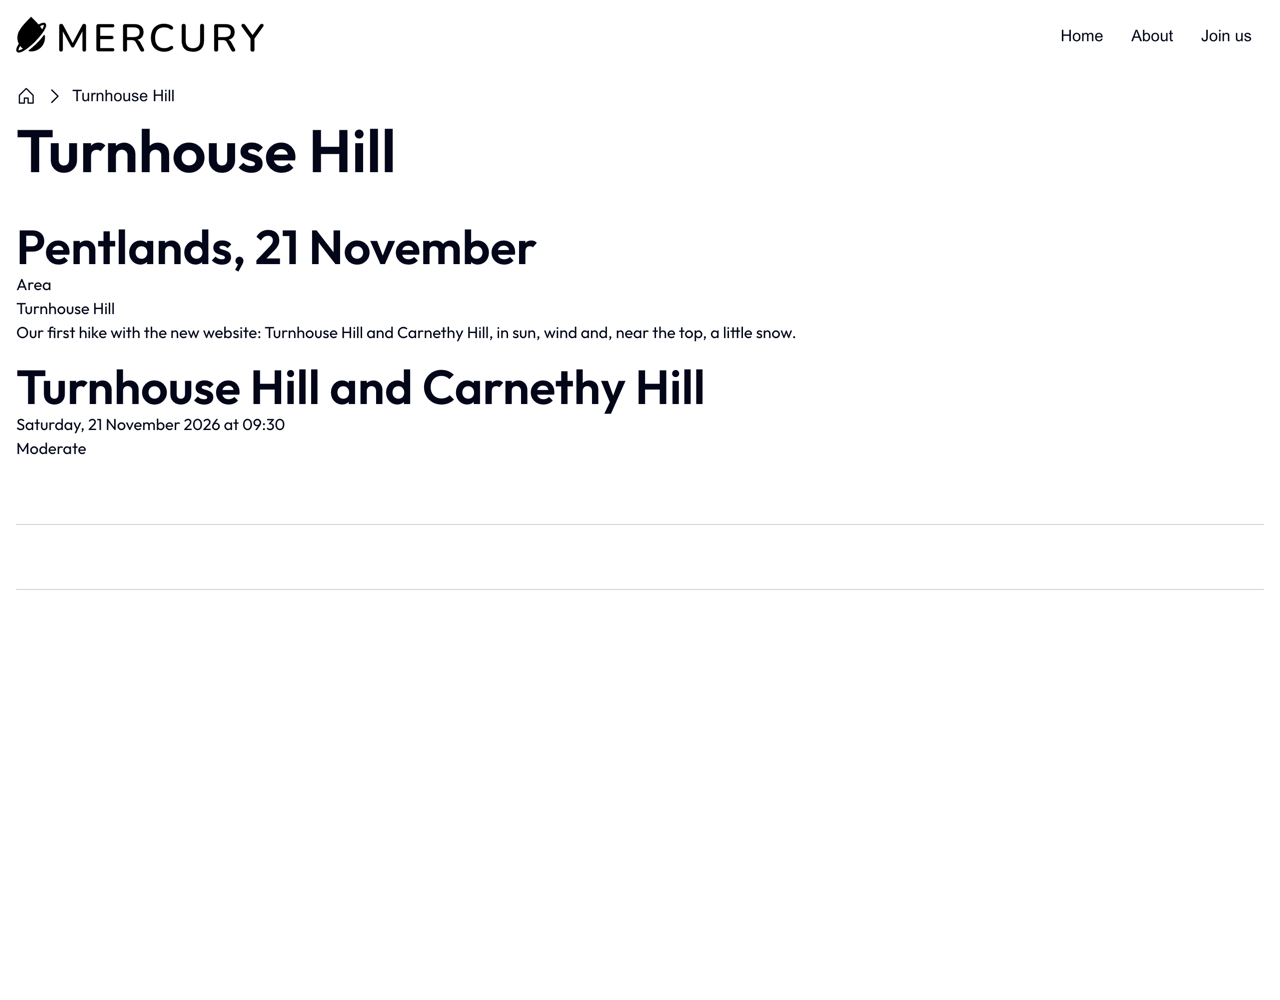 MERCURY
Home
About
Join us
Turnhouse Hill
Turnhouse Hill
Pentlands, 21 November
Area
Turnhouse Hill
Our first hike with the new website: Turnhouse Hill and Carnethy Hill, in sun, wind and, near the top, a little snow.
Turnhouse Hill and Carnethy Hill
Saturday, 21 November 2026 at 09:30
Moderate